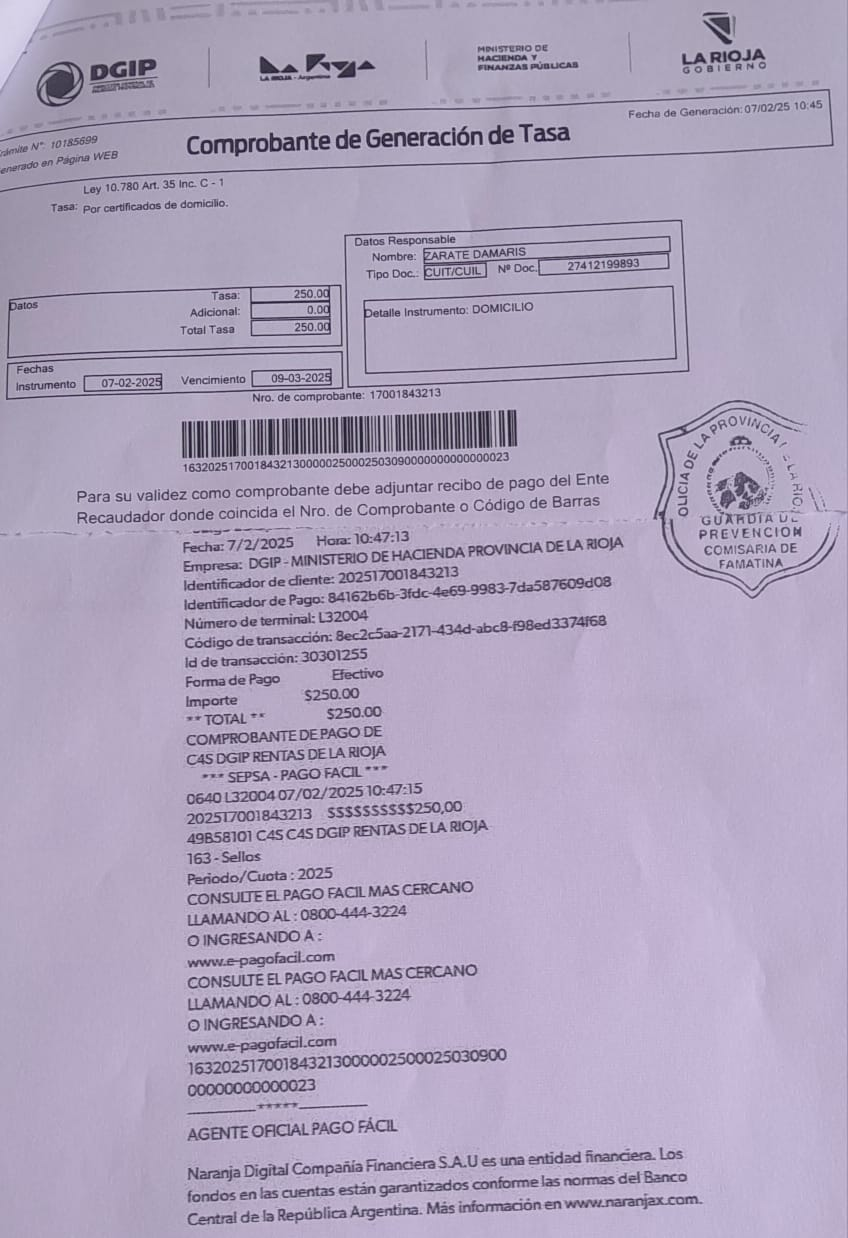 DGIP
LA RIOJA - Argentina
MINISTERIO DE
HACIENDA Y
FINANZAS PÚBLICAS
LA RIOJA
GOBIERNO
Fecha de Generación: 07/02/25 10:45
rámite N°: 10185699
enerado en Página WEB
Comprobante de Generación de Tasa
Ley 10.780 Art. 35 Inc. C - 1
Tasa: Por certificados de domicilio.
Datos Responsable
Nombre: ZARATE DAMARIS
Tipo Doc.: CUIT/CUIL Nº Doc. 27412199893
Datos
Tasa: 250.00
Adicional: 0.00
Total Tasa 250.00
Detalle Instrumento: DOMICILIO
Fechas
Instrumento 07-02-2025 Vencimiento 09-03-2025
Nro. de comprobante: 17001843213
Para su validez como comprobante debe adjuntar recibo de pago del Ente
Recaudador donde coincida el Nro. de Comprobante o Código de Barras
OLICIA DE LA PROVINCIA
GUARDIA DE
PREVENCION
COMISARIA DE
FAMATINA
Fecha: 7/2/2025 Hora: 10:47:13
Empresa: DGIP - MINISTERIO DE HACIENDA PROVINCIA DE LA RIOJA
Identificador de cliente: 202517001843213
Identificador de Pago: 84162b6b-3fdc-4e69-9983-7da587609d08
Número de terminal: L32004
Código de transacción: 8ec2c5aa-2171-434d-abc8-f98ed3374f68
Id de transacción: 30301255
Forma de Pago Efectivo
Importe $250.00
** TOTAL ** $250.00
COMPROBANTE DE PAGO DE
C4S DGIP RENTAS DE LA RIOJA
*** SEPSA - PAGO FACIL ***
0640 L32004 07/02/2025 10:47:15
202517001843213 $$$$$$$$$$250,00
49B58101 C4S C4S DGIP RENTAS DE LA RIOJA
163 - Sellos
Periodo/Cuota : 2025
CONSULTE EL PAGO FACIL MAS CERCANO
LLAMANDO AL : 0800-444-3224
O INGRESANDO A :
www.e-pagofacil.com
CONSULTE EL PAGO FACIL MAS CERCANO
LLAMANDO AL : 0800-444-3224
O INGRESANDO A :
www.e-pagofacil.com
00000000000023
__________*****__________
AGENTE OFICIAL PAGO FÁCIL
Naranja Digital Compañía Financiera S.A.U es una entidad financiera. Los
fondos en las cuentas están garantizados conforme las normas del Banco
Central de la República Argentina. Más información en www.naranjax.com.